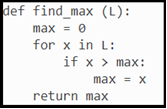 def find_max (L):
    max = 0
    for x in L:
        if x > max:
            max = x
    return max